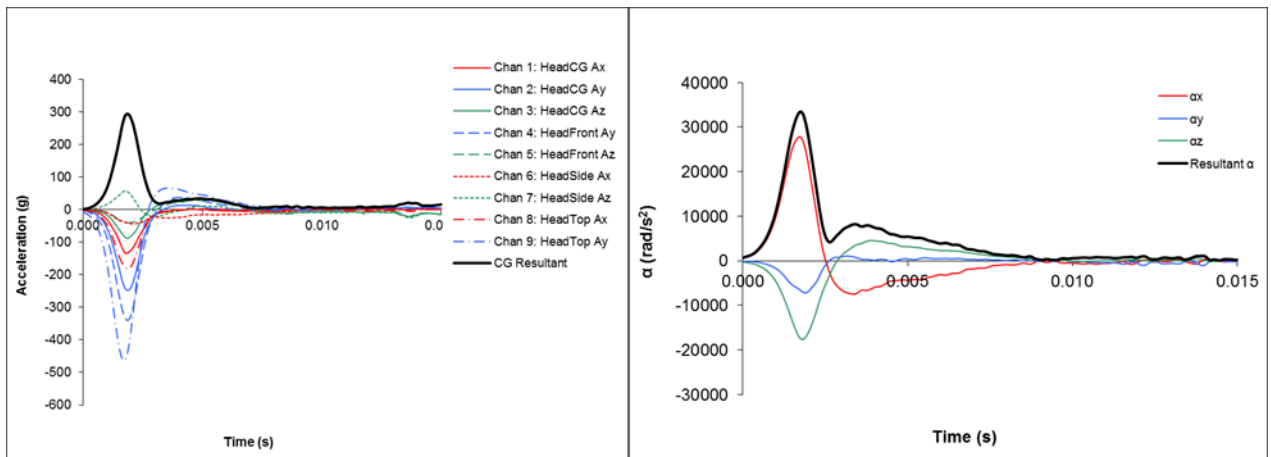 400
300
200
100
0
-100
-200
-300
-400
-500
-600
0.000
0.005
0.010
0.0
Acceleration (g)
Time (s)
Chan 1: HeadCG Ax
Chan 2: HeadCG Ay
Chan 3: HeadCG Az
Chan 4: HeadFront Ay
Chan 5: HeadFront Az
Chan 6: HeadSide Ax
Chan 7: HeadSide Az
Chan 8: HeadTop Ax
Chan 9: HeadTop Ay
CG Resultant
40000
30000
20000
10000
0
-10000
-20000
-30000
0.000
0.005
0.010
0.015
α (rad/s²)
Time (s)
αx
αy
αz
Resultant α